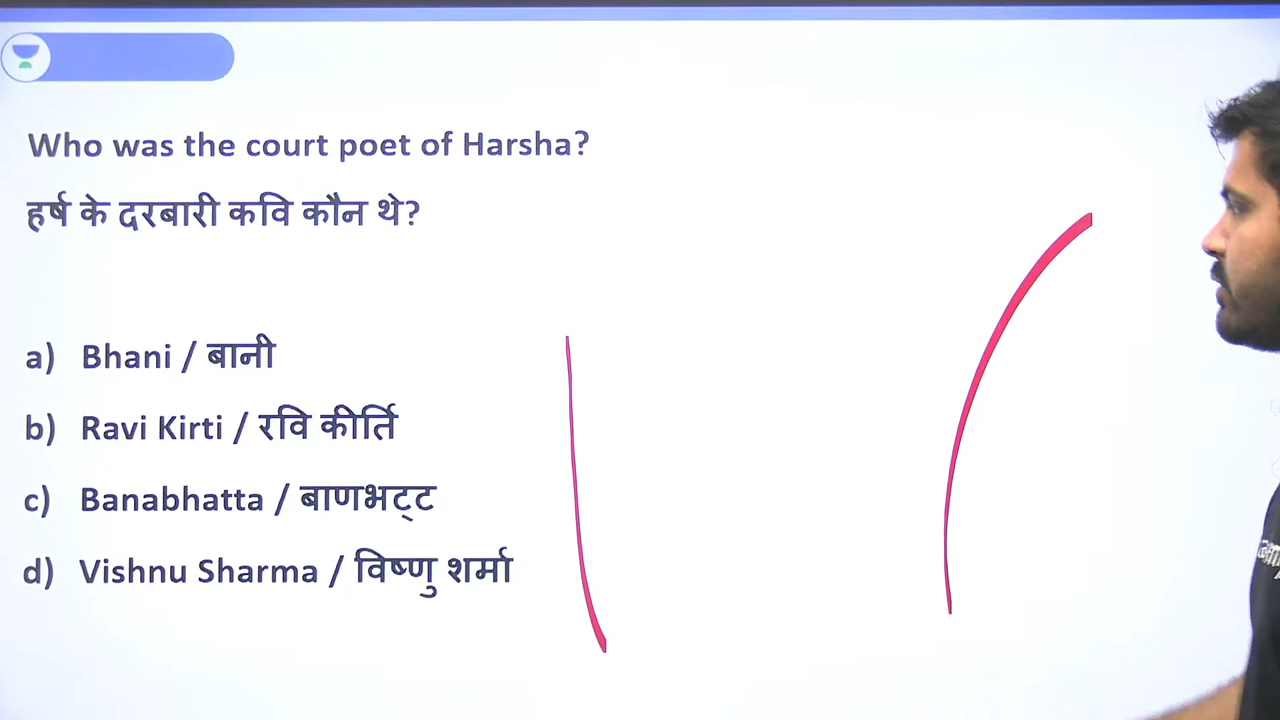 Who was the court poet of Harsha?
हर्ष के दरबारी कवि कौन थे?
a) Bhani / बानी
b) Ravi Kirti / रवि कीर्ति
c) Banabhatta / बाणभट्ट
d) Vishnu Sharma / विष्णु शर्मा